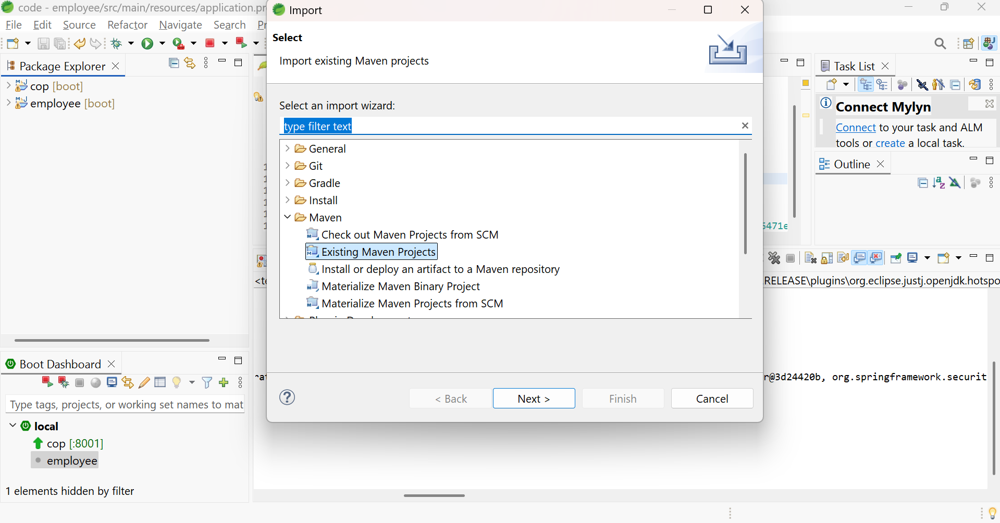 code - employee/src/main/resources/application.pr
Import
File Edit Source Refactor Navigate Search Pr
Select
Import existing Maven projects
Package Explorer
cop [boot]
employee [boot]
Select an import wizard:
type filter text
General
Git
Gradle
Install
Maven
Check out Maven Projects from SCM
Existing Maven Projects
Install or deploy an artifact to a Maven repository
Materialize Maven Binary Project
Materialize Maven Projects from SCM
< Back
Next >
Finish
Cancel
Task List
Connect Mylyn
Connect to your task and ALM
tools or create a local task.
Outline
5471e
<te
RELEASE\plugins\org.eclipse.justj.openjdk.hotspo
rat
r@3d24420b, org.springframework.securit
Boot Dashboard
Type tags, projects, or working set names to mat
local
cop [:8001]
employee
1 elements hidden by filter